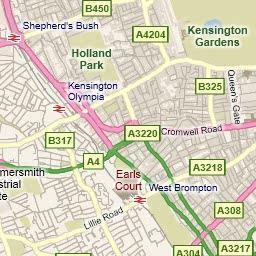 B450
Shepherd's Bush
A4204
Kensington
Gardens
Holland
Park
Kensington
Olympia
B325
Queen's Gate
A3220
Cromwell Road
B317
A4
A3218
mersmith
strial
te
Earls
Court
West Brompton
Lillie Road
A308
A304
A3217